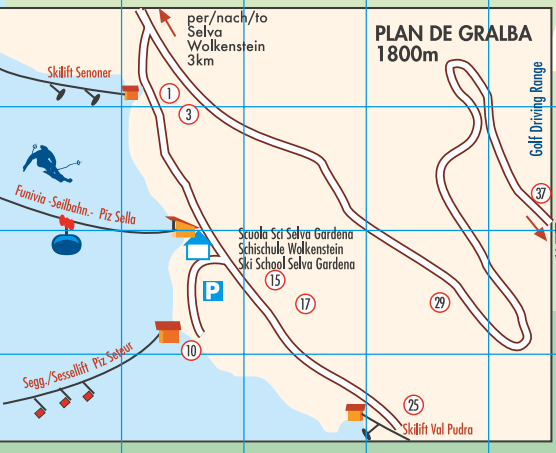 per/nach/to
Selva
Wolkenstein
3km
PLAN DE GRALBA
1800m
Skilift Senoner
1
3
Golf Driving Range
37
Funivia -Seilbahn.- Piz Sella
Scuola Sci Selva Gardena
Schischule Wolkenstein
Ski School Selva Gardena
15
P
17
29
10
Segg./Sessellift Piz Seteur
25
Skilift Val Pudra